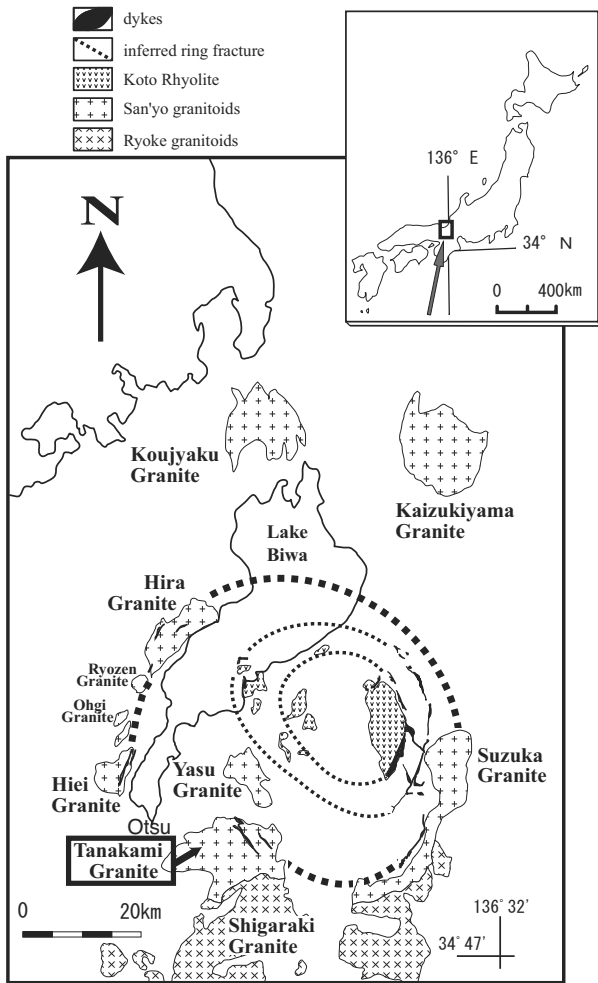 dykes
inferred ring fracture
Koto Rhyolite
San'yo granitoids
Ryoke granitoids
136° E
34° N
0 400km
N
Koujyaku
Granite
Kaizukiyama
Granite
Lake
Biwa
Hira
Granite
Ryozen
Granite
Ohgi
Granite
Hiei
Granite
Yasu
Granite
Suzuka
Granite
Otsu
Tanakami
Granite
Shigaraki
Granite
0 20km
136° 32'
34° 47'